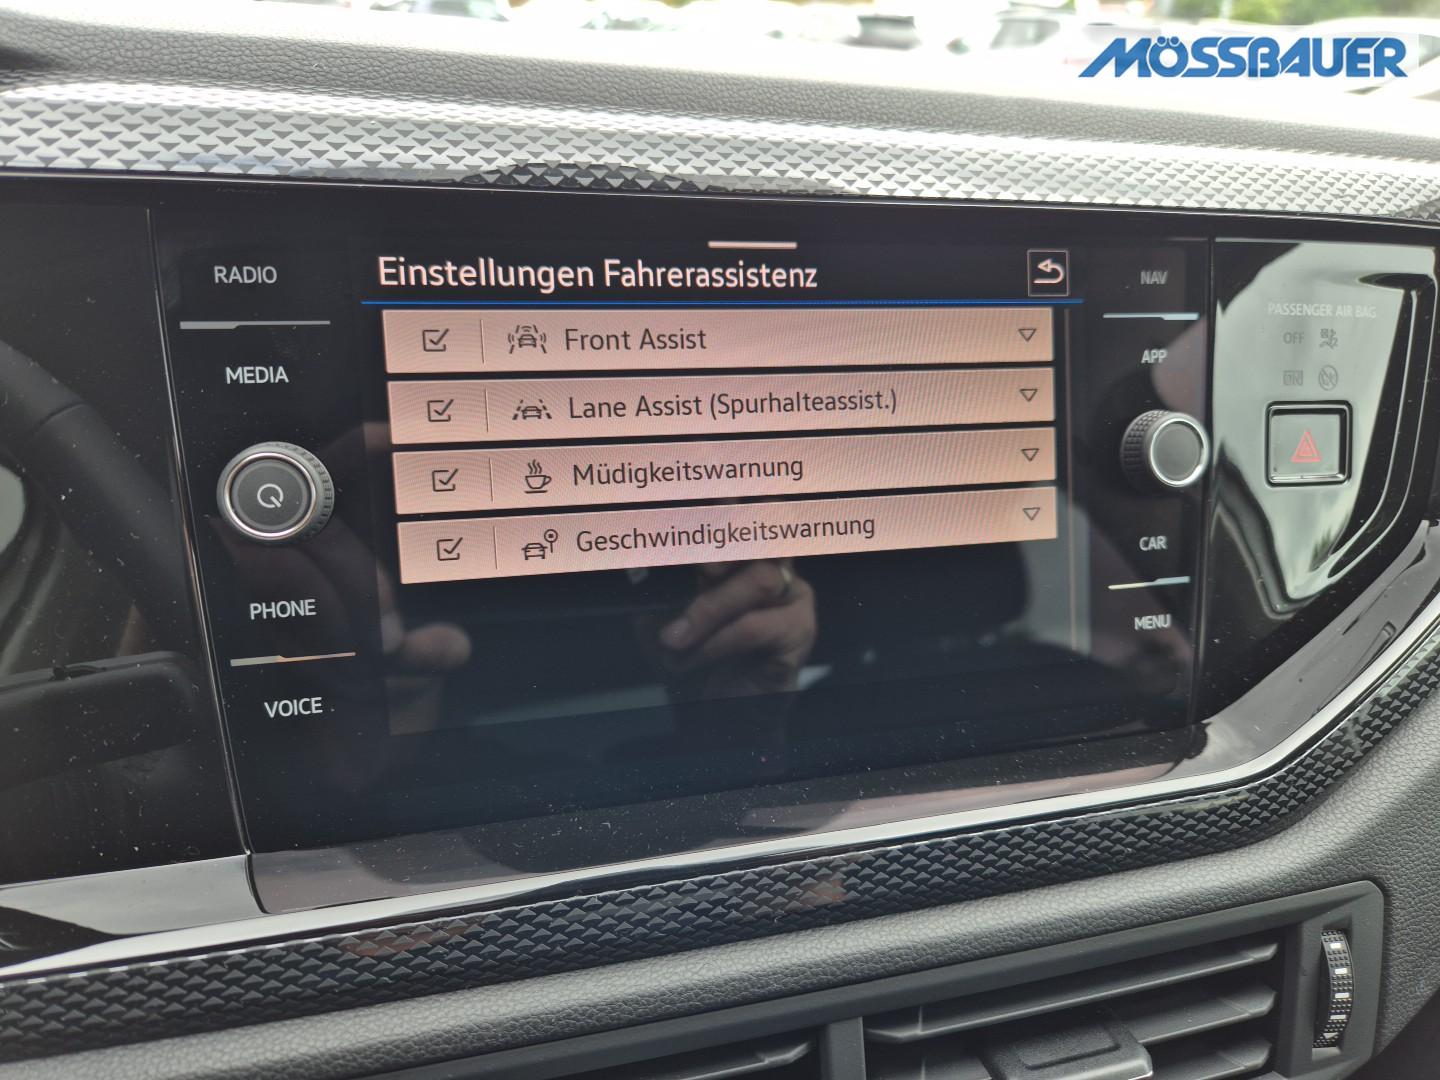 MÖSSBAUER
RADIO
MEDIA
PHONE
VOICE
Einstellungen Fahrerassistenz
Front Assist
Lane Assist (Spurhalteassist.)
Müdigkeitswarnung
Geschwindigkeitswarnung
NAV
APP
CAR
MENU
PASSENGER AIR BAG
OFF
ON